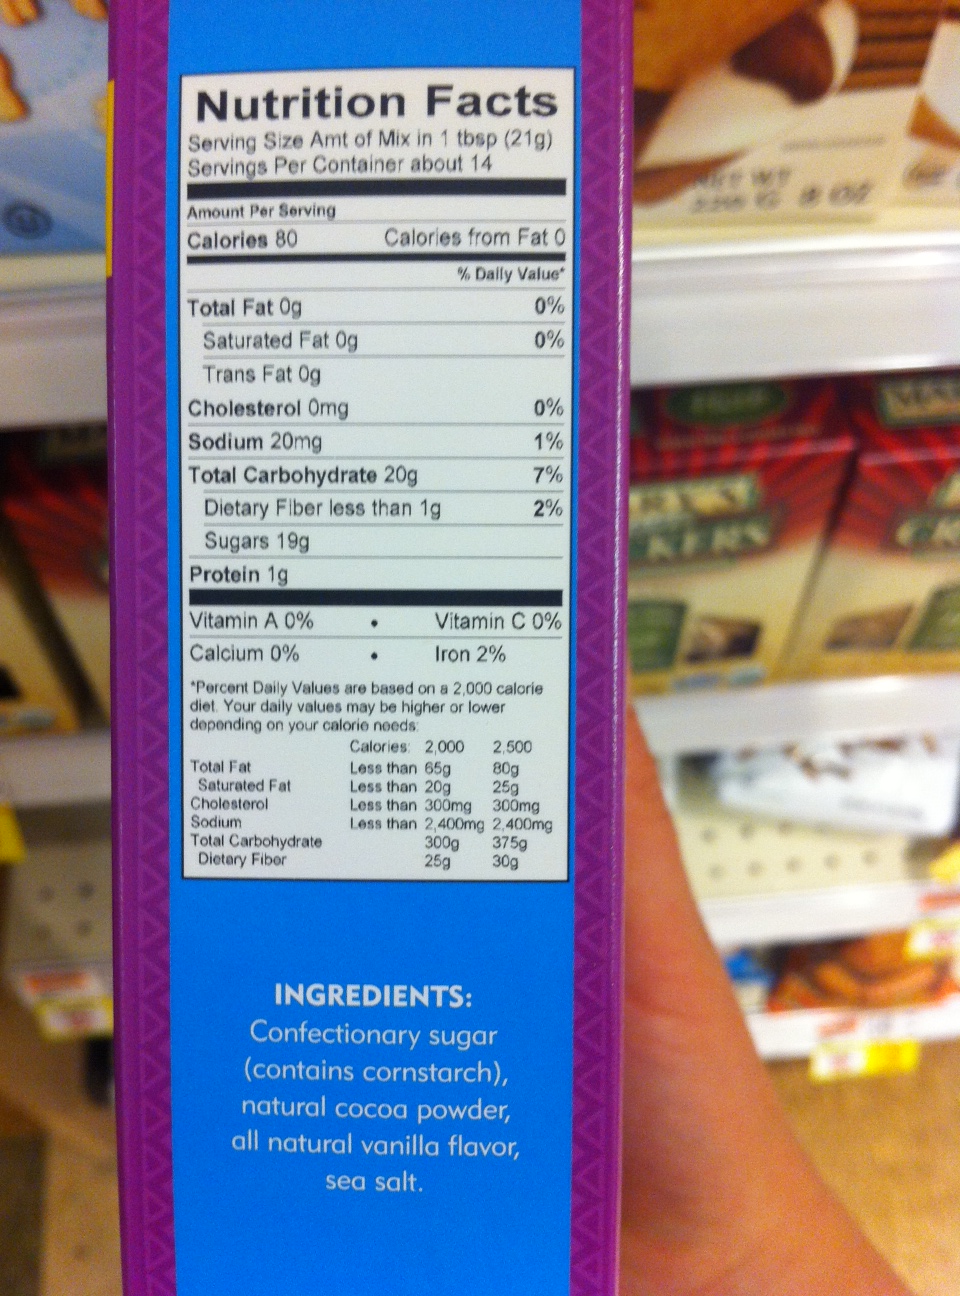 Nutrition Facts
Serving Size Amt of Mix in 1 tbsp (21g)
Servings Per Container about 14
Amount Per Serving
Calories 80 Calories from Fat 0
% Daily Value*
Total Fat 0g 0%
Saturated Fat 0g 0%
Trans Fat 0g
Cholesterol 0mg 0%
Sodium 20mg 1%
Total Carbohydrate 20g 7%
Dietary Fiber less than 1g 2%
Sugars 19g
Protein 1g
Vitamin A 0% • Vitamin C 0%
Calcium 0% • Iron 2%
*Percent Daily Values are based on a 2,000 calorie
diet. Your daily values may be higher or lower
depending on your calorie needs:
Calories: 2,000 2,500
Total Fat Less than 65g 80g
Saturated Fat Less than 20g 25g
Cholesterol Less than 300mg 300mg
Sodium Less than 2,400mg 2,400mg
Total Carbohydrate 300g 375g
Dietary Fiber 25g 30g
INGREDIENTS:
Confectionary sugar
(contains cornstarch),
natural cocoa powder,
all natural vanilla flavor,
sea salt.
NET WT 8 OZ